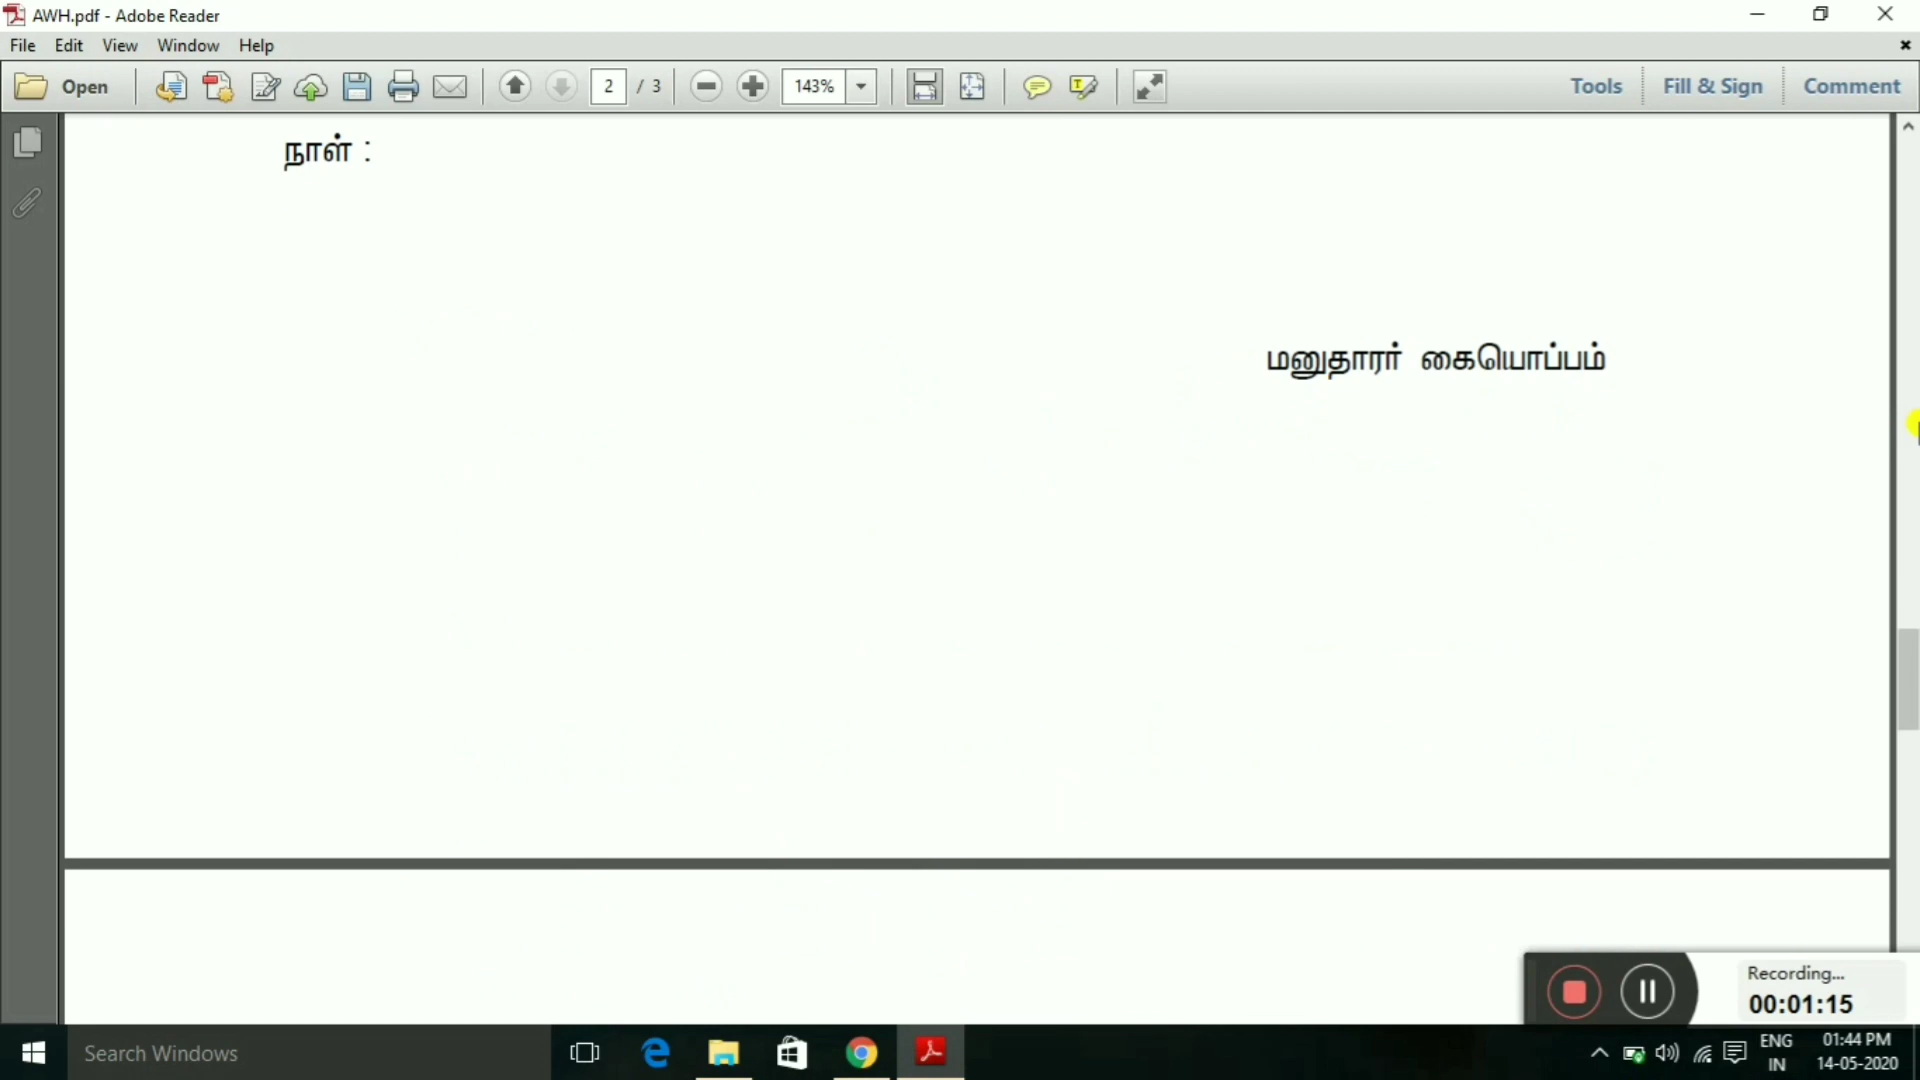 AWH.pdf - Adobe Reader
File Edit View Window Help
Open 2 / 3 143% Tools Fill & Sign Comment
நாள் :
மனுதாரர் கையொப்பம்
Recording...
00:01:15
Search Windows
ENG 01:44 PM
IN 14-05-2020